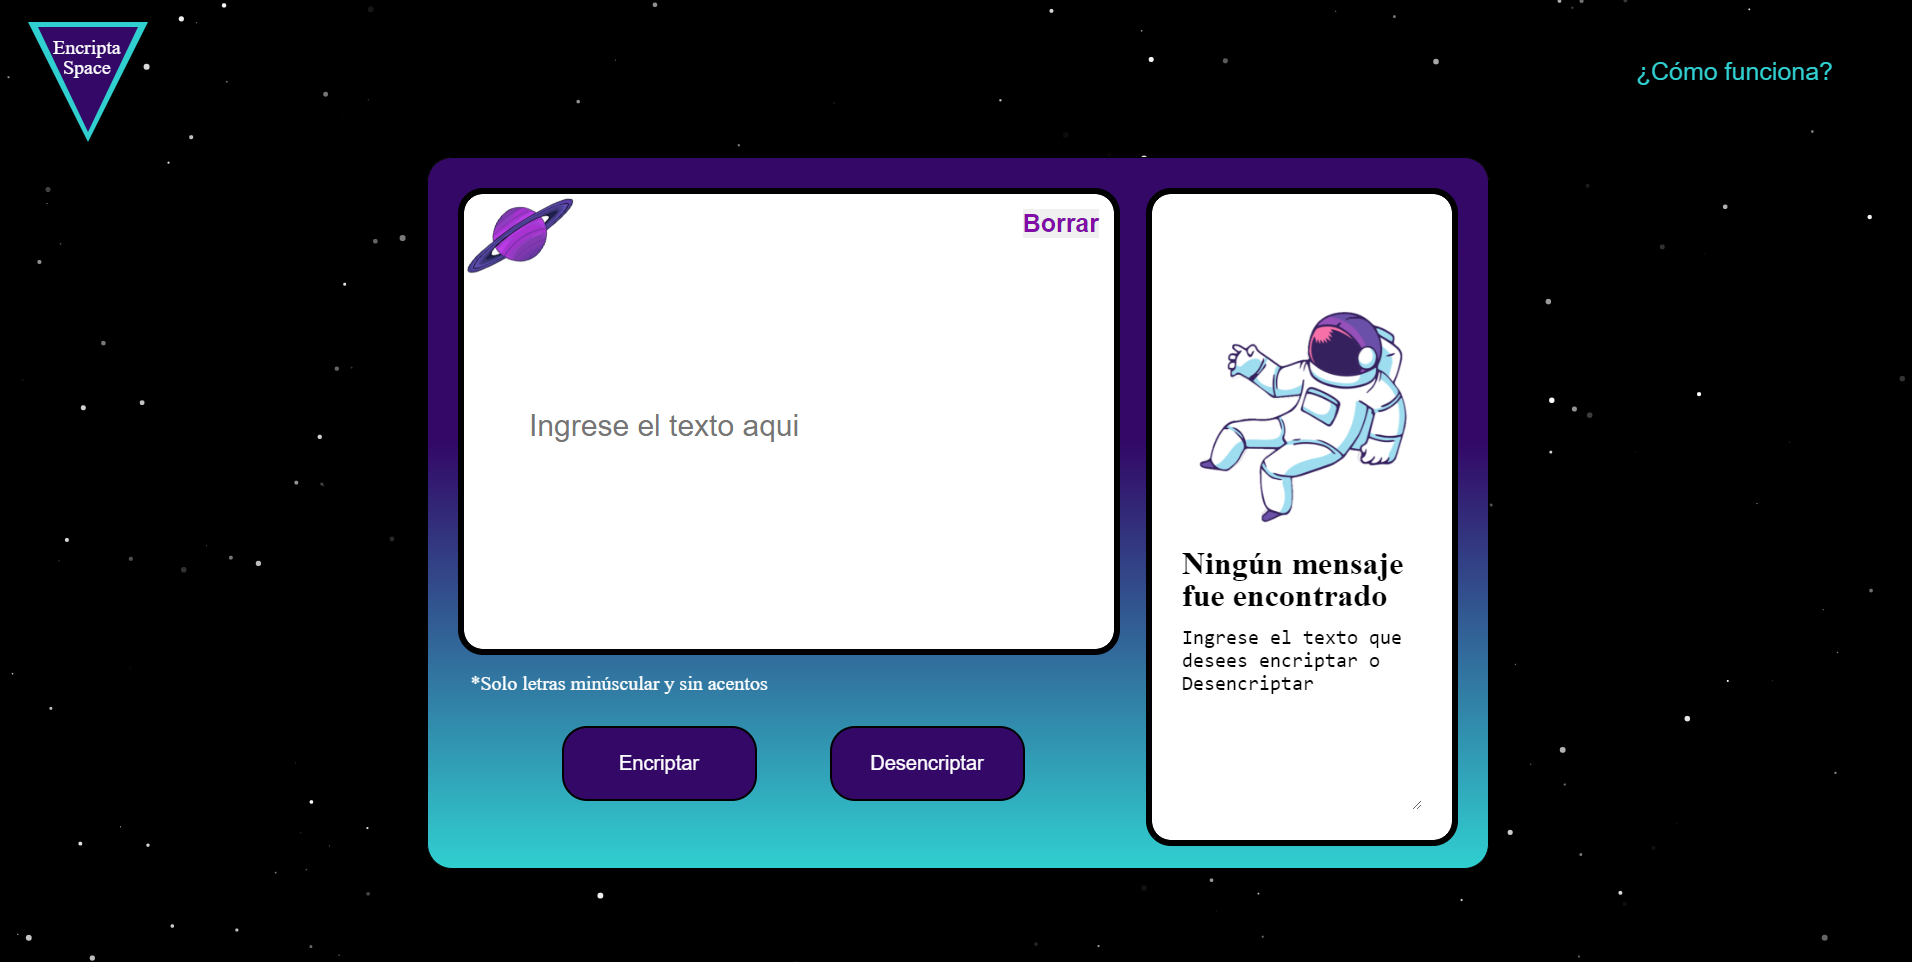 Encripta
Space
¿Cómo funciona?
Borrar
Ingrese el texto aqui
*Solo letras minúscular y sin acentos
Encriptar
Desencriptar
Ningún mensaje
fue encontrado
Ingrese el texto que
desees encriptar o
Desencriptar